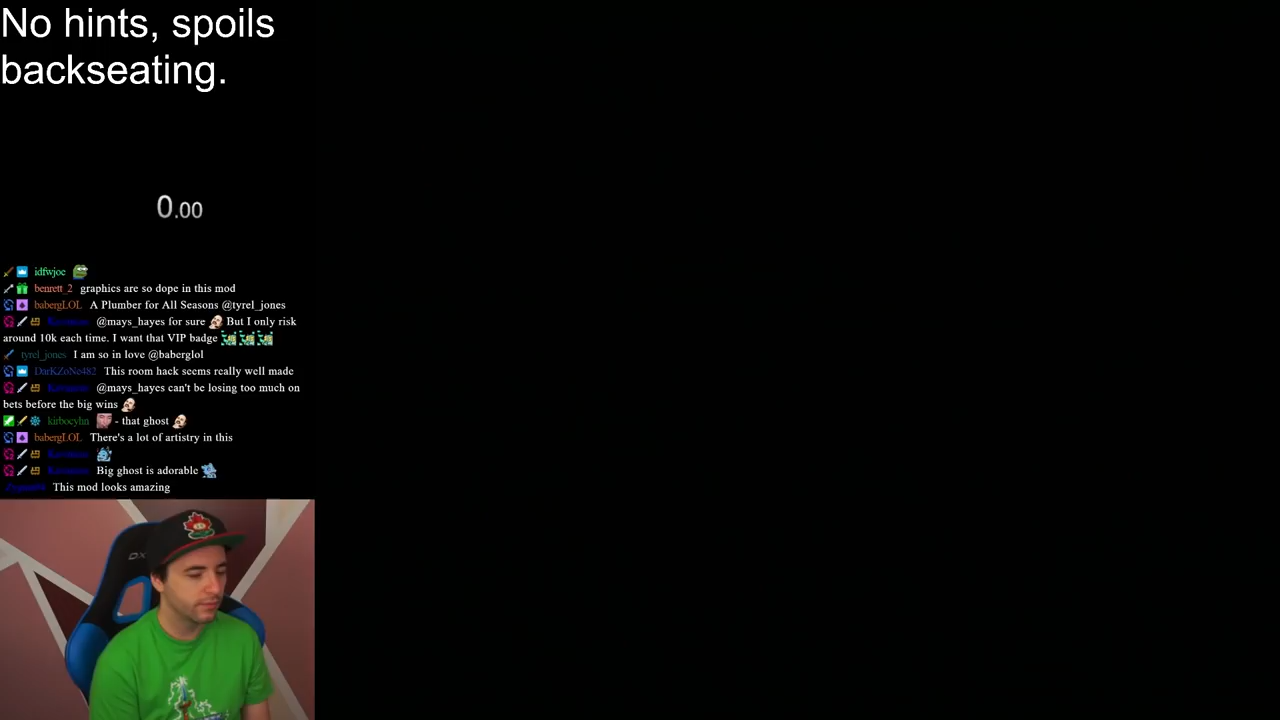 No hints, spoils
backseating.
0.00
idfwjoe
benrett_2 graphics are so dope in this mod
babergLOL A Plumber for All Seasons @tyrel_jones
@mays_hayes for sure But I only risk
around 10k each time. I want that VIP badge
tyrel_jones I am so in love @baberglol
DarKZoNe482 This room hack seems really well made
@mays_hayes can't be losing too much on
bets before the big wins
kirbocyhn - that ghost
babergLOL There's a lot of artistry in this
Big ghost is adorable
This mod looks amazing